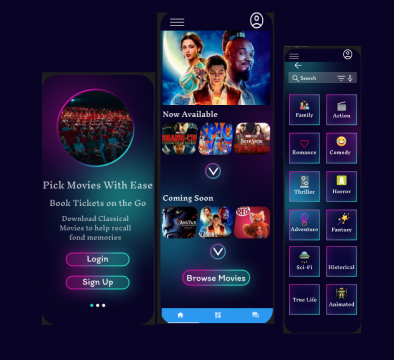 Pick Movies With Ease
Book Tickets on the Go
Download Classical
Movies to help recall
fond memories
Login
Sign Up
Now Available
Coming Soon
AVATAR
Browse Movies
Search
Family
Action
Romance
Comedy
Thriller
Horror
Adventure
Fantasy
Sci-Fi
Historical
True Life
Animated